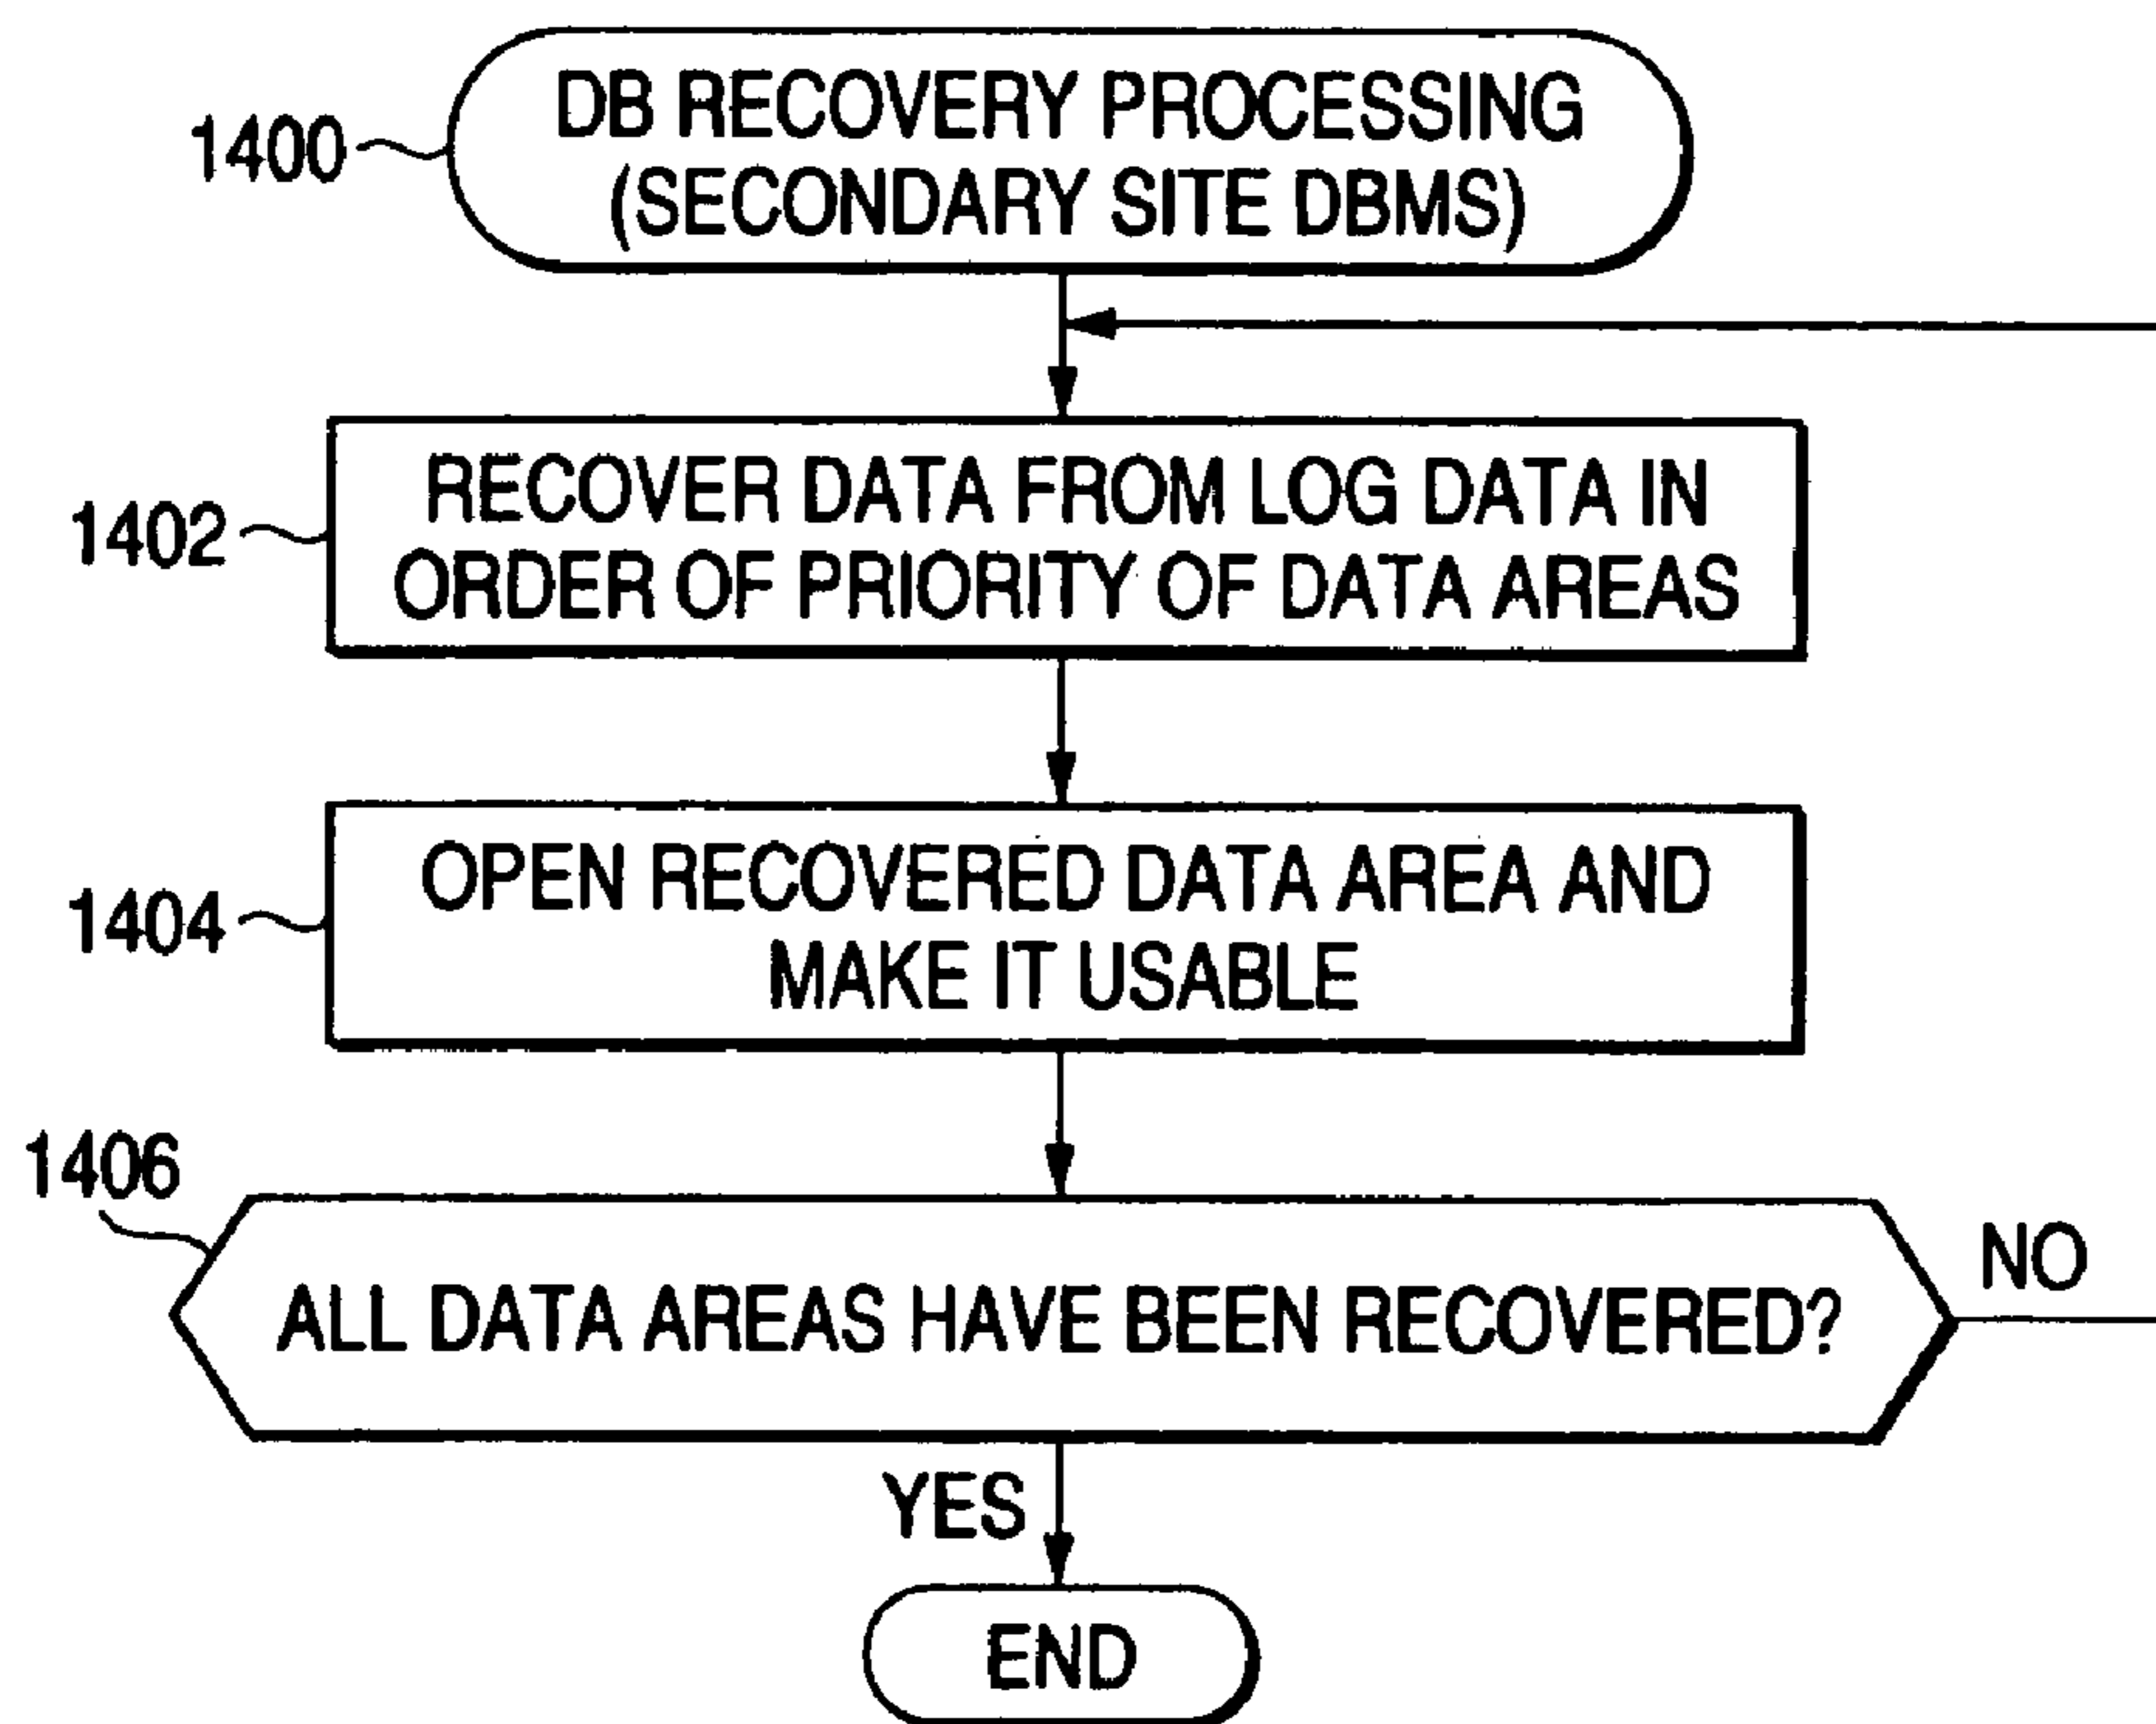 1400
DB RECOVERY PROCESSING
(SECONDARY SITE DBMS)
1402
RECOVER DATA FROM LOG DATA IN
ORDER OF PRIORITY OF DATA AREAS
1404
OPEN RECOVERED DATA AREA AND
MAKE IT USABLE
1406
ALL DATA AREAS HAVE BEEN RECOVERED?
NO
YES
END